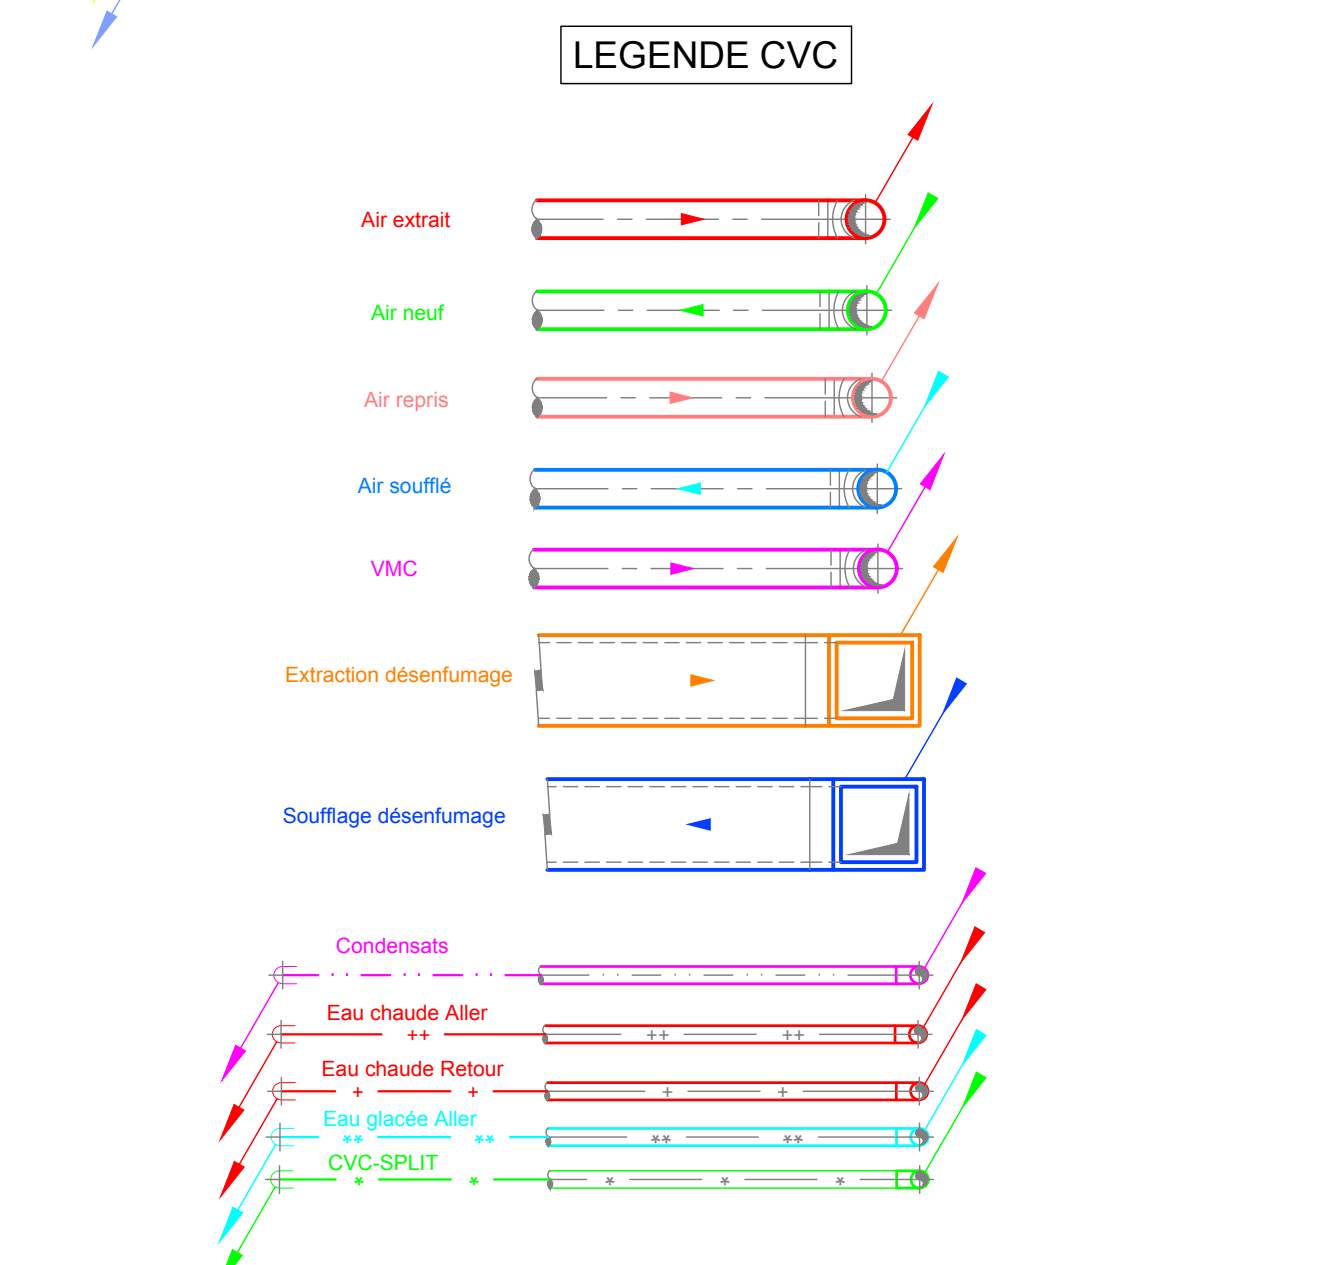 LEGENDE CVC
Air extrait
Air neuf
Air repris
Air soufflé
VMC
Extraction désenfumage
Soufflage désenfumage
Condensats
Eau chaude Aller
++ ++ ++
Eau chaude Retour
+ + + +
Eau glacée Aller
** ** ** **
CVC-SPLIT
* * * * *